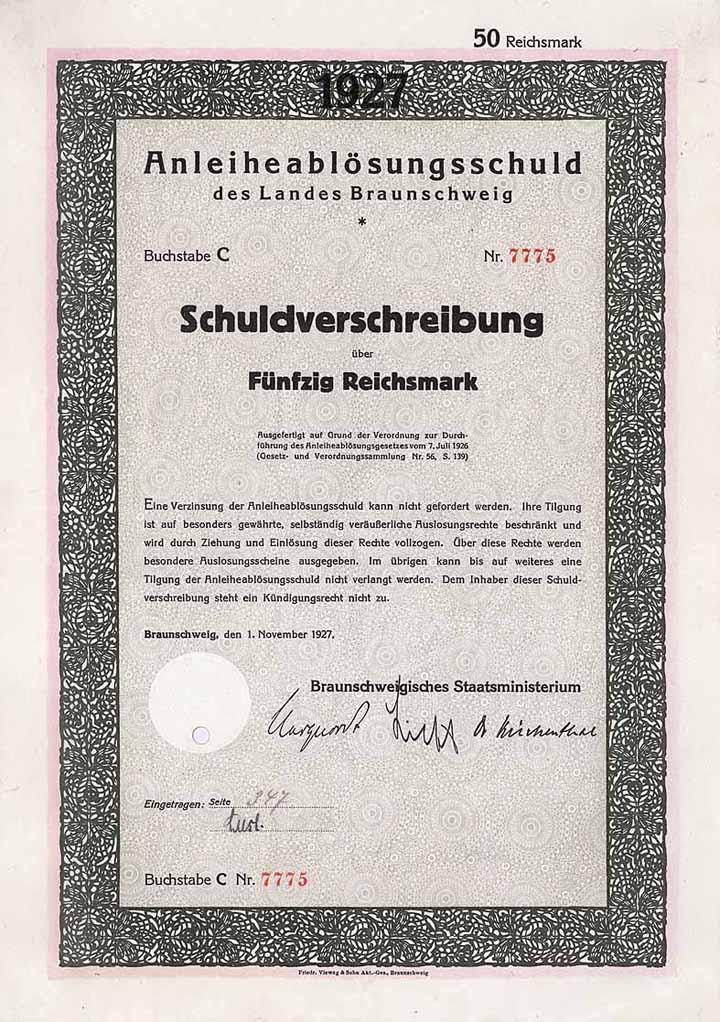 50 Reichsmark
1927
Anleiheablösungsschuld
des Landes Braunschweig
*
Buchstabe C Nr. 7775
Schuldverschreibung
über
Fünfzig Reichsmark
Ausgefertigt auf Grund der Verordnung zur Durch-
führung des Anleiheablösungsgesetzes vom 7. Juli 1926
(Gesetz- und Verordnungssammlung Nr. 56, S. 139)
Eine Verzinsung der Anleiheablösungsschuld kann nicht gefordert werden. Ihre Tilgung
ist auf besonders gewährte, selbständig veräußerliche Auslosungsrechte beschränkt und
wird durch Ziehung und Einlösung dieser Rechte vollzogen. Über diese Rechte werden
besondere Auslosungsscheine ausgegeben. Im übrigen kann bis auf weiteres eine
Tilgung der Anleiheablösungsschuld nicht verlangt werden. Dem Inhaber dieser Schuld-
verschreibung steht ein Kündigungsrecht nicht zu.
Braunschweig, den 1. November 1927.
Braunschweigisches Staatsministerium
Marquordt Dr Kirchenthal
Eingetragen: Seite 347
Buchstabe C Nr. 7775
Friedr. Vieweg & Sohn Akt.-Ges., Braunschweig